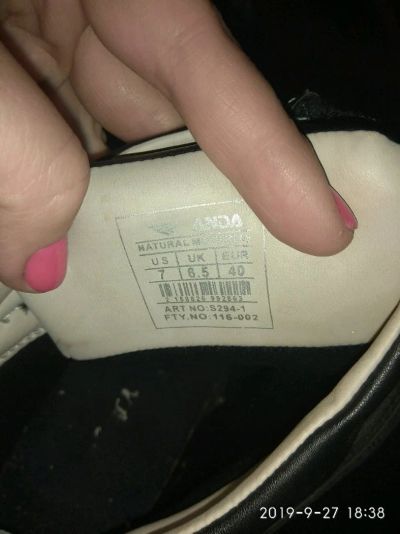 ANDA
NATURAL
US UK EUR
7 6.5 40
ART NO: S294-1
FTY.NO: 116-002
2019-9-27 18:38